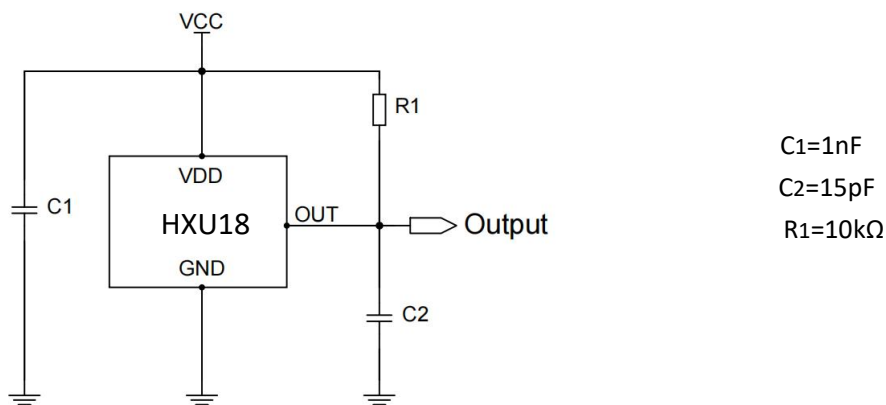 VCC
R1
VDD
C1
HXU18
OUT
Output
GND
C2
C1=1nF
C2=15pF
R1=10kΩ